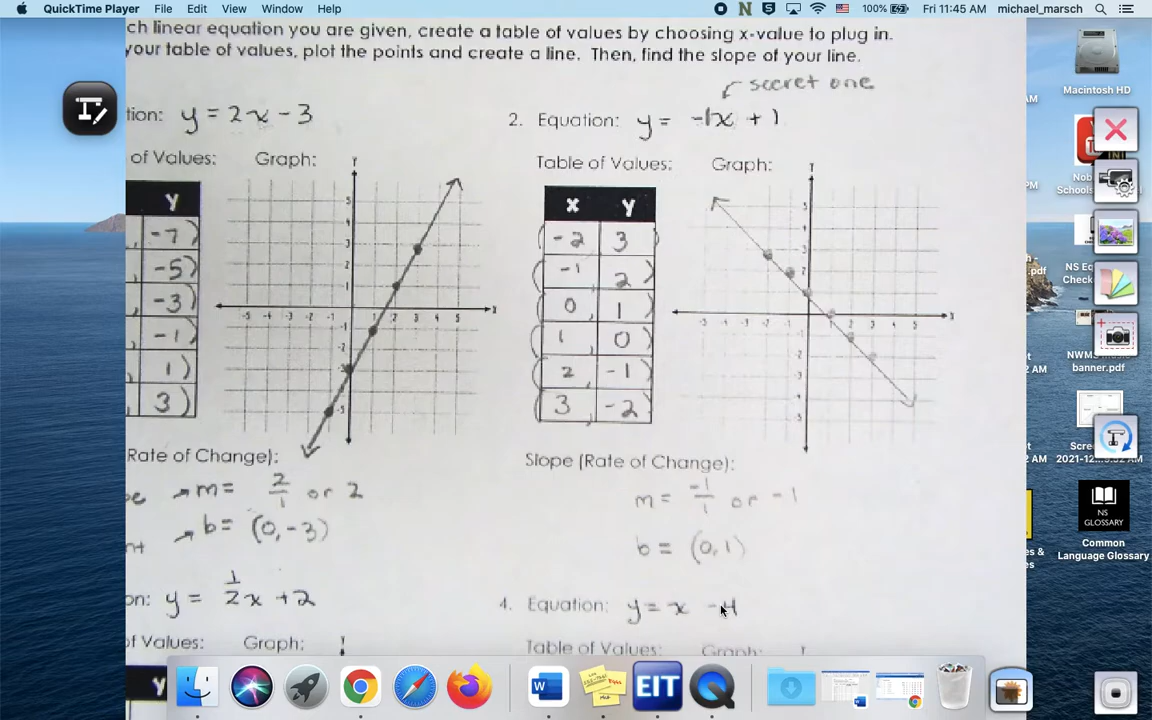 QuickTime Player File Edit View Window Help 100% Fri 11:45 AM michael_marsch
ch linear equation you are given, create a table of values by choosing x-value to plug in.
your table of values, plot the points and create a line. Then, find the slope of your line.
secret one
tion: y = 2x - 3
2. Equation: y = -1x + 1
of Values: Graph:
Table of Values: Graph:
Y
-7)
-5)
-3)
-1)
1)
3)
X Y
(-2, 3)
(-1, 2)
(0, 1)
(1, 0)
(2, -1)
(3, -2)
Rate of Change):
m= 2/1 or 2
b= (0,-3)
Slope (Rate of Change):
m = -1/1 or -1
b = (0,1)
on: y = 1/2x +2
4. Equation: y = x -4
of Values: Graph:
Table of Values: Graph:
Y
Macintosh HD
NS GLOSSARY
Common
Language Glossary
EIT